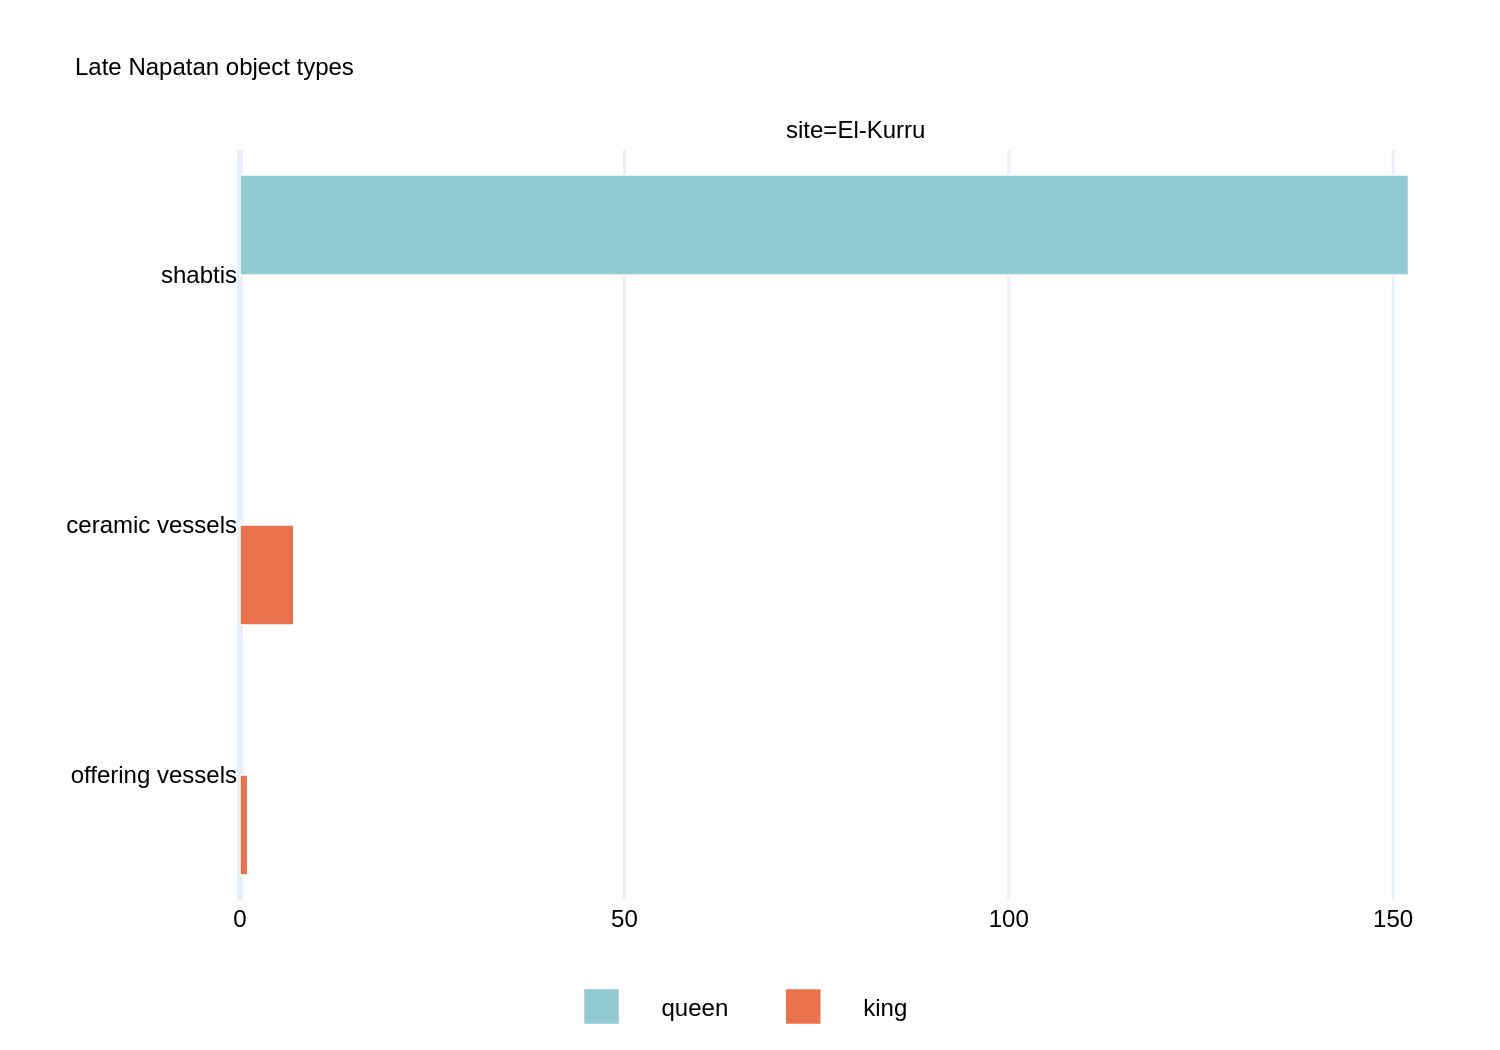 Late Napatan object types
site=El-Kurru
shabtis
ceramic vessels
offering vessels
0 50 100 150
queen king